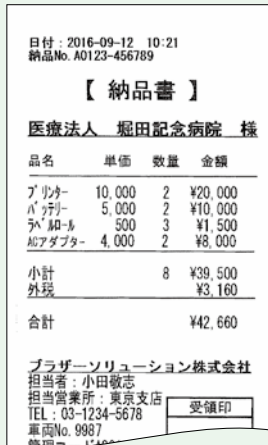 日付：2016-09-12 10:21
納品No. A0123-456789
【 納品書 】
医療法人 堀田記念病院 様
品名 単価 数量 金額
ﾌﾟﾘﾝﾀｰ 10,000 2 ¥20,000
ﾊﾞｯﾃﾘｰ 5,000 2 ¥10,000
ﾗﾍﾞﾙﾛｰﾙ 500 3 ¥1,500
ACアダプター 4,000 2 ¥8,000
小計 8 ¥39,500
外税 ¥3,160
合計 ¥42,660
ブラザーソリューション株式会社
担当者：小田敬志
担当営業所：東京支店
TEL：03-1234-5678
受領印
車両No. 9987